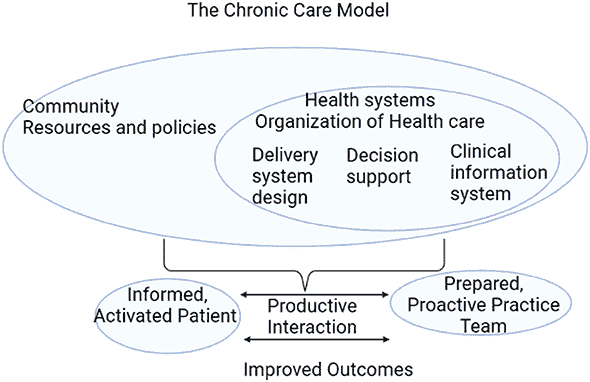 The Chronic Care Model
Community
Resources and policies
Health systems
Organization of Health care
Delivery
system
design
Decision
support
Clinical
information
system
Informed,
Activated Patient
Productive
Interaction
Prepared,
Proactive Practice
Team
Improved Outcomes